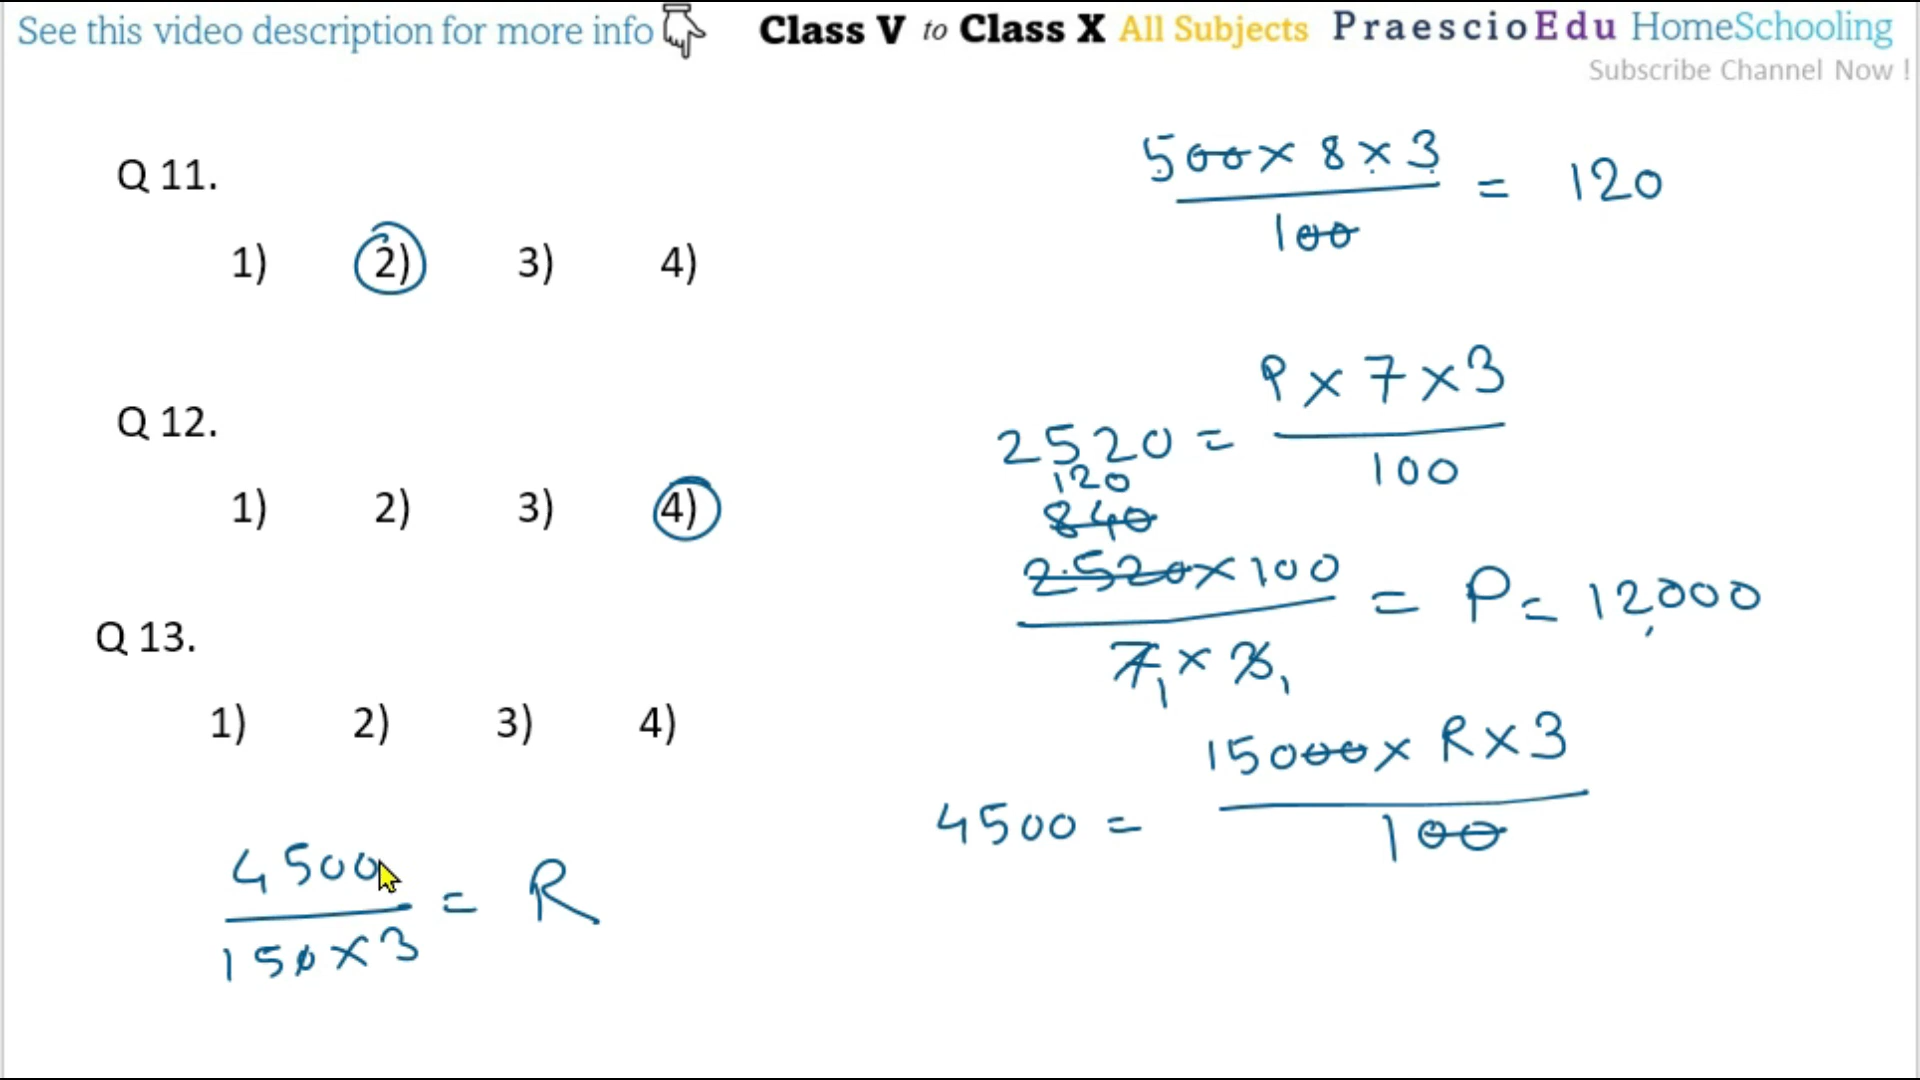 See this video description for more info Class V to Class X All Subjects PraescioEdu HomeSchooling
Subscribe Channel Now !
Q 11.
1) 2) 3) 4)
500 × 8 × 3
100
= 120
Q 12.
1) 2) 3) 4)
2520 = P × 7 × 3
100
120
840
2520 × 100
7 1 × 3 1
= P = 12,000
Q 13.
1) 2) 3) 4)
4500 = 15000 × R × 3
100
4500
150 × 3
= R